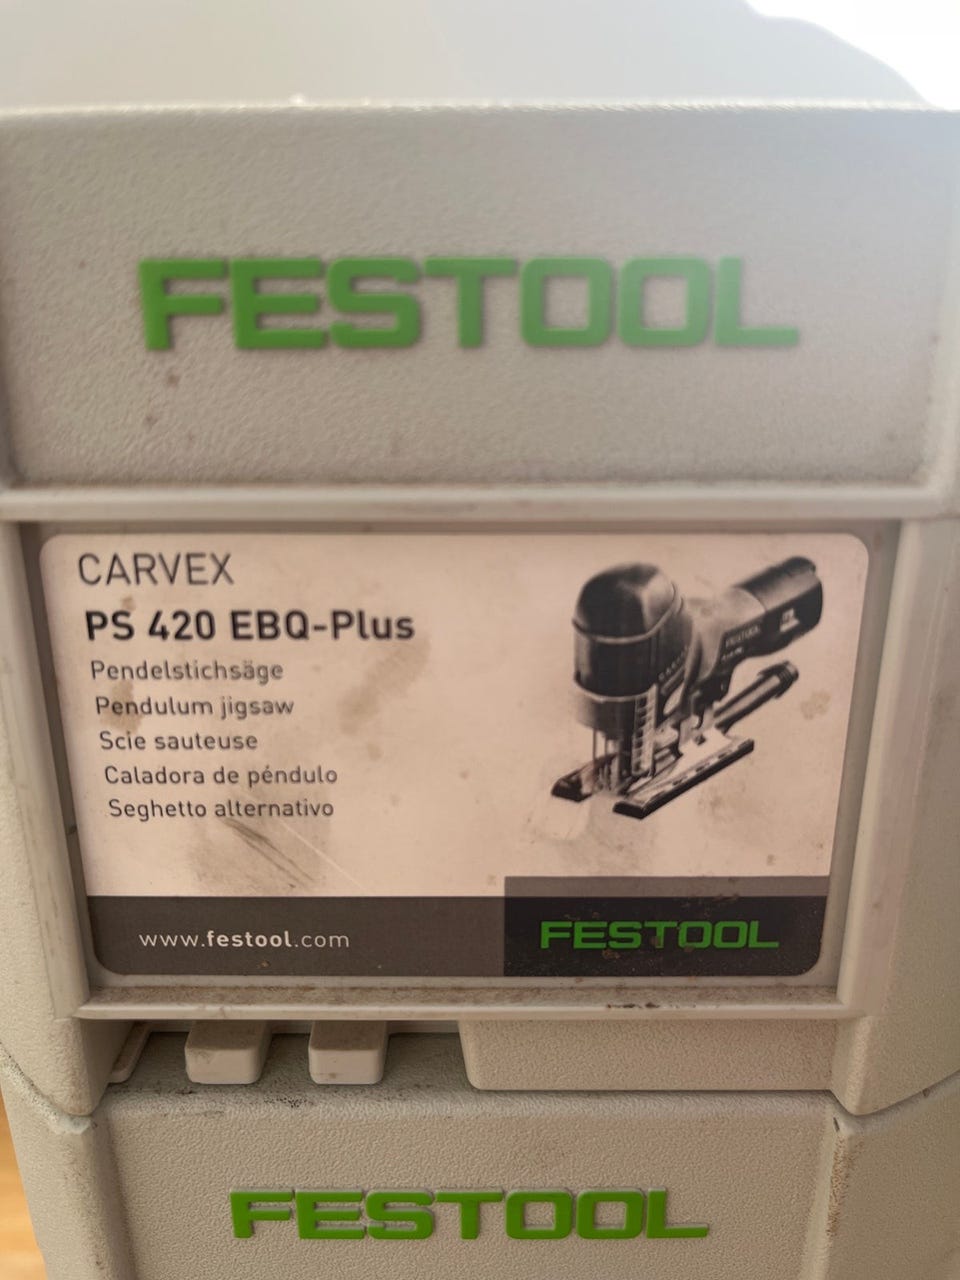 FESTOOL
CARVEX
PS 420 EBQ-Plus
Pendelstichsäge
Pendulum jigsaw
Scie sauteuse
Caladora de péndulo
Seghetto alternativo
www.festool.com
FESTOOL
FESTOOL